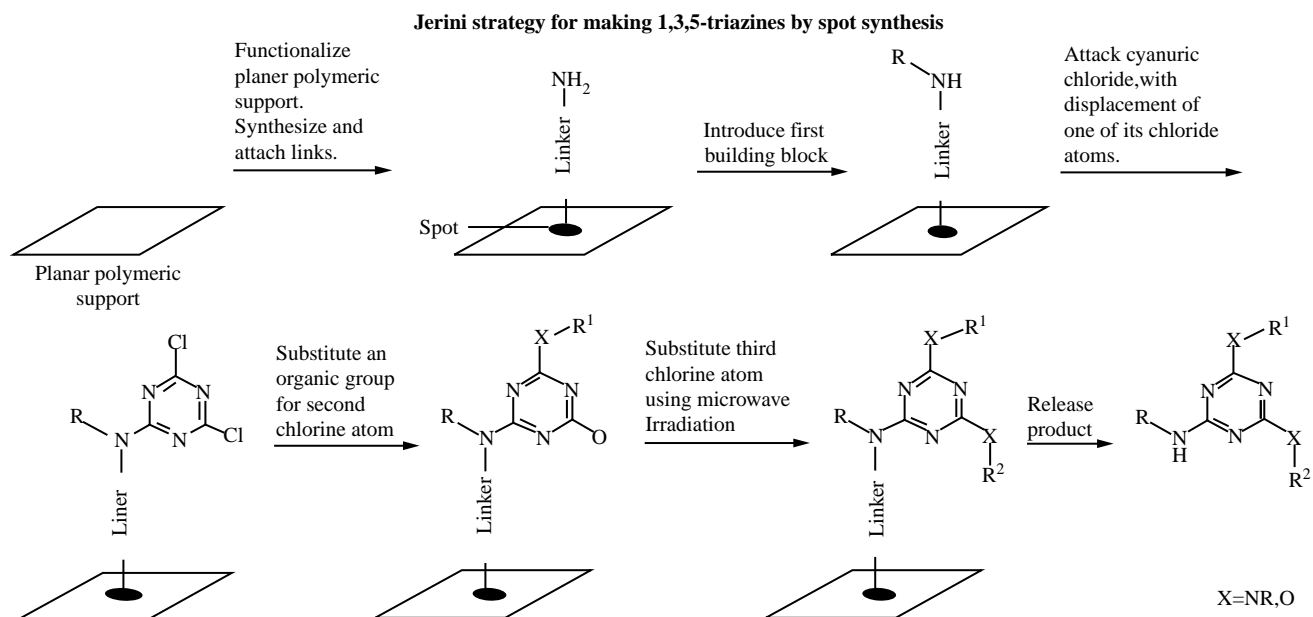 Jerini strategy for making 1,3,5-triazines by spot synthesis
Functionalize
planer polymeric
support.
Synthesize and
attach links.
Planar polymeric
support
NH2
Linker
Spot
Introduce first
building block
R
NH
Linker
Attack cyanuric
chloride,with
displacement of
one of its chloride
atoms.
Cl
N N
R
N N Cl
Liner
Substitute an
organic group
for second
chlorine atom
X R1
N N
R
N N O
Linker
Substitute third
chlorine atom
using microwave
Irradiation
X R1
N N
R
N N X
R2
Linker
Release
product
X R1
N N
R
N N X
H
R2
X=NR,O